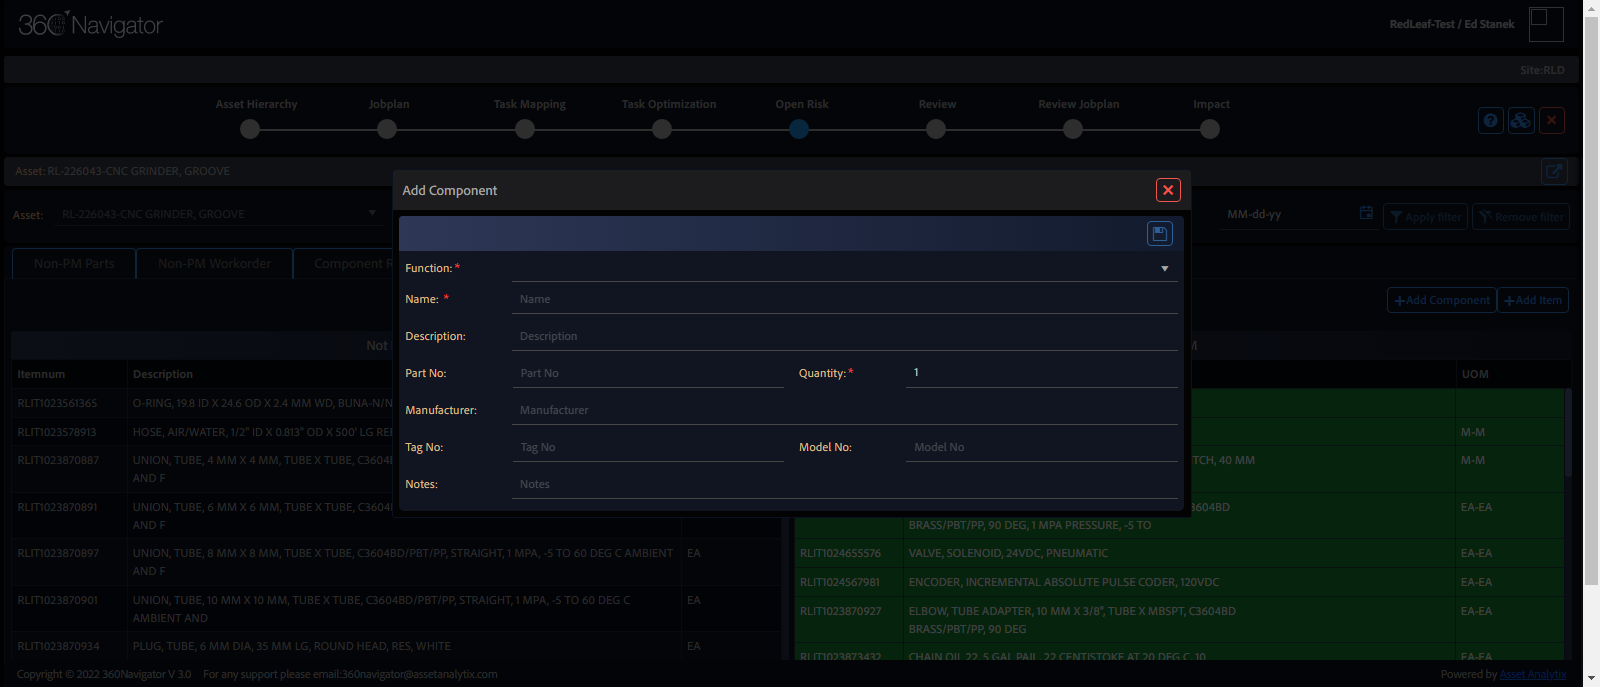 360 Navigator
RedLeaf-Test / Ed Stanek
Site:RLD
Asset Hierarchy
Jobplan
Task Mapping
Task Optimization
Open Risk
Review
Review Jobplan
Impact
Asset: RL-226043-CNC GRINDER, GROOVE
Asset: RL-226043-CNC GRINDER, GROOVE
MM-dd-yy
Apply filter
Remove filter
Non-PM Parts
Non-PM Workorder
Component
+Add Component
+Add Item
Add Component
Function: *
Name: * Name
Description: Description
Part No: Part No Quantity: * 1
Manufacturer: Manufacturer
Tag No: Tag No Model No: Model No
Notes: Notes
Not
Itemnum Description
RLIT1023561365 O-RING, 19.8 ID X 24.6 OD X 2.4 MM WD, BUNA-N/N
RLIT1023578913 HOSE, AIR/WATER, 1/2" ID X 0.813" OD X 500' LG
RLIT1023870887 UNION, TUBE, 4 MM X 4 MM, TUBE X TUBE,
AND F
RLIT1023870891 UNION, TUBE, 6 MM X 6 MM, TUBE X TUBE,
AND F
RLIT1023870897 UNION, TUBE, 8 MM X 8 MM, TUBE X TUBE, C3604BD/PBT/PP, STRAIGHT, 1 MPA, -5 TO 60 DEG C AMBIENT EA
AND F
RLIT1023870901 UNION, TUBE, 10 MM X 10 MM, TUBE X TUBE, C3604BD/PBT/PP, STRAIGHT, 1 MPA, -5 TO 60 DEG C EA
AMBIENT AND
RLIT1023870934 PLUG, TUBE, 6 MM DIA, 35 MM LG, ROUND HEAD, RES, WHITE EA
M
UOM
M-M
TCH, 40 MM M-M
3604BD EA-EA
BRASS/PBT/PP, 90 DEG, 1 MPA PRESSURE, -5 TO
RLIT1024655576 VALVE, SOLENOID, 24VDC, PNEUMATIC EA-EA
RLIT1024567981 ENCODER, INCREMENTAL ABSOLUTE PULSE CODER, 120VDC EA-EA
RLIT1023870927 ELBOW, TUBE ADAPTER, 10 MM X 3/8", TUBE X MBSPT, C3604BD EA-EA
BRASS/PBT/PP, 90 DEG
RLIT1023873432 CHAIN OIL 22, 5 GAL PAIL, 22 CENTISTOKE AT 20 DEG C, 10 EA-EA
Copyright © 2022 360Navigator V 3.0 For any support please email:360navigator@assetanalytix.com
Powered by Asset Analytix